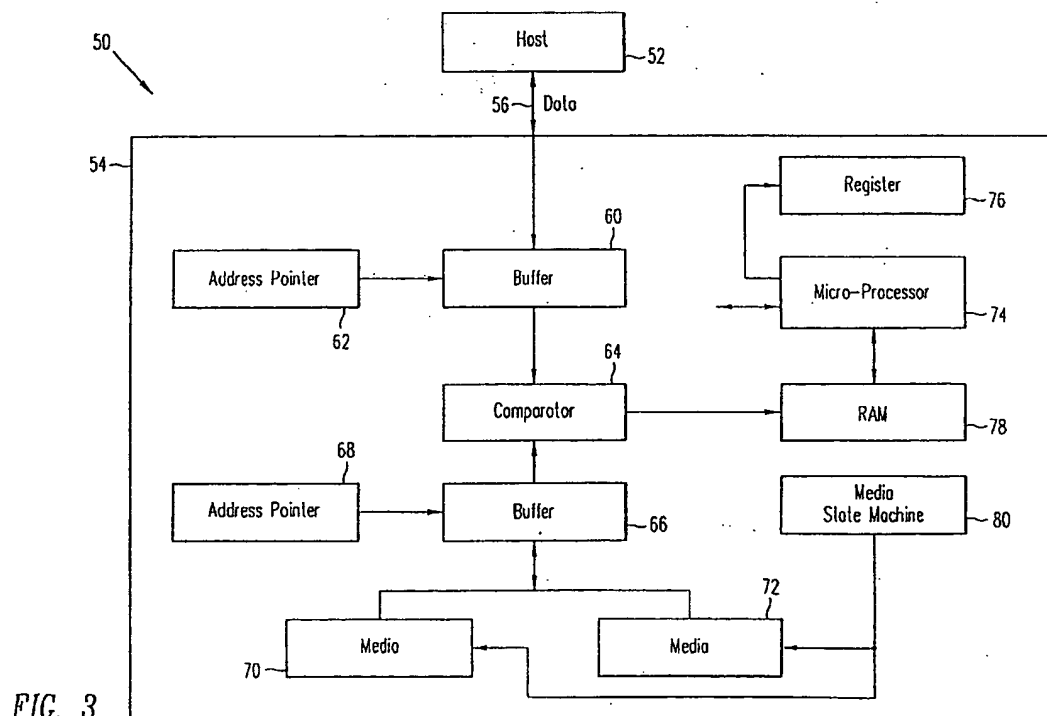 50
Host
52
56 Data
54
Register
76
60
Address Pointer
62
Buffer
Micro-Processor
74
64
Comparator
RAM
78
68
Address Pointer
Buffer
66
Media
State Machine
80
72
Media
70
Media
FIG. 3